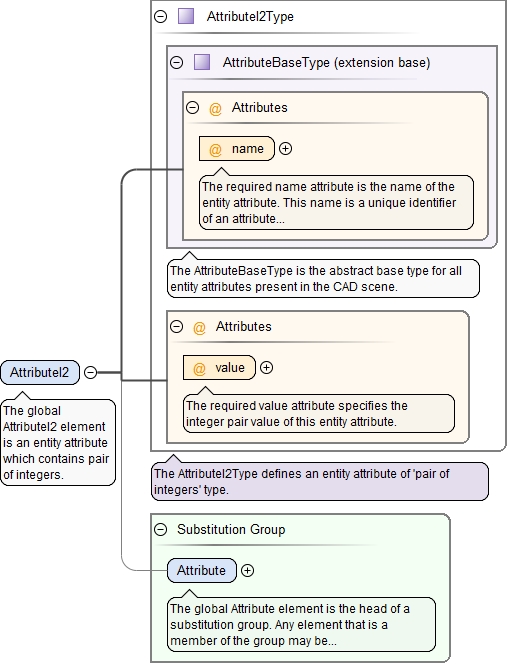 AttributeI2Type
AttributeBaseType (extension base)
@ Attributes
@ name
The required name attribute is the name of the
entity attribute. This name is a unique identifier
of an attribute...
The AttributeBaseType is the abstract base type for all
entity attributes present in the CAD scene.
@ Attributes
@ value
The required value attribute specifies the
integer pair value of this entity attribute.
AttributeI2
The global
AttributeI2 element
is an entity attribute
which contains pair
of integers.
The AttributeI2Type defines an entity attribute of 'pair of
integers' type.
Substitution Group
Attribute
The global Attribute element is the head of a
substitution group. Any element that is a
member of the group may be...